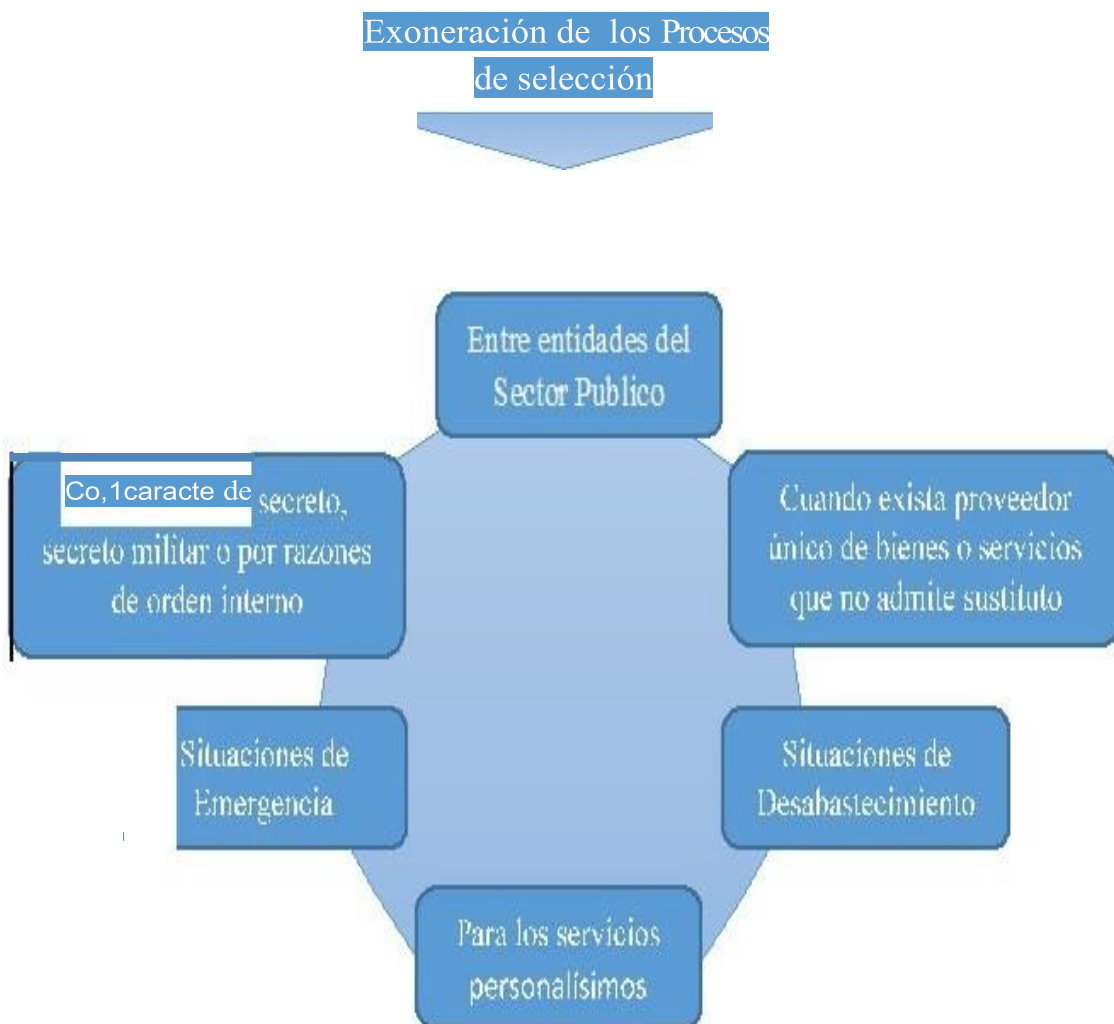 Exoneración de los Procesos
de selección
Entre entidades del
Sector Publico
Co,1caracte de secreto,
secreto militar o por razones
de orden interno
Cuando exista proveedor
único de bienes o servicios
que no admite sustituto
Situaciones de
Emergencia
Situaciones de
Desabastecimiento
Para los servicios
personalísimos